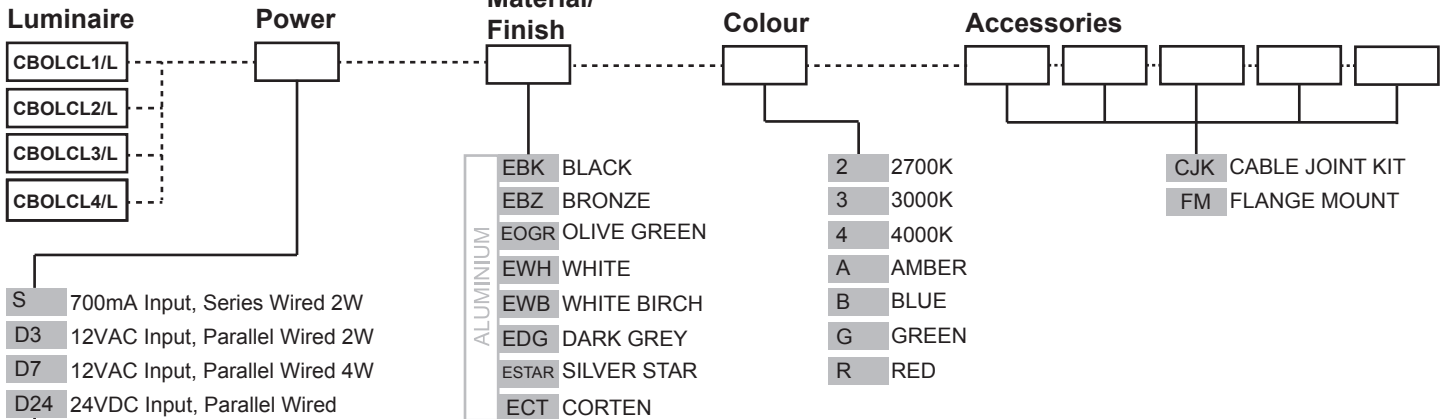 Luminaire
Power
Material/
Finish
Colour
Accessories
CBOLCL1/L
CBOLCL2/L
CBOLCL3/L
CBOLCL4/L
S 700mA Input, Series Wired 2W
D3 12VAC Input, Parallel Wired 2W
D7 12VAC Input, Parallel Wired 4W
D24 24VDC Input, Parallel Wired
ALUMINIUM
EBK BLACK
EBZ BRONZE
EOGR OLIVE GREEN
EWH WHITE
EWB WHITE BIRCH
EDG DARK GREY
ESTAR SILVER STAR
ECT CORTEN
2 2700K
3 3000K
4 4000K
A AMBER
B BLUE
G GREEN
R RED
CJK CABLE JOINT KIT
FM FLANGE MOUNT